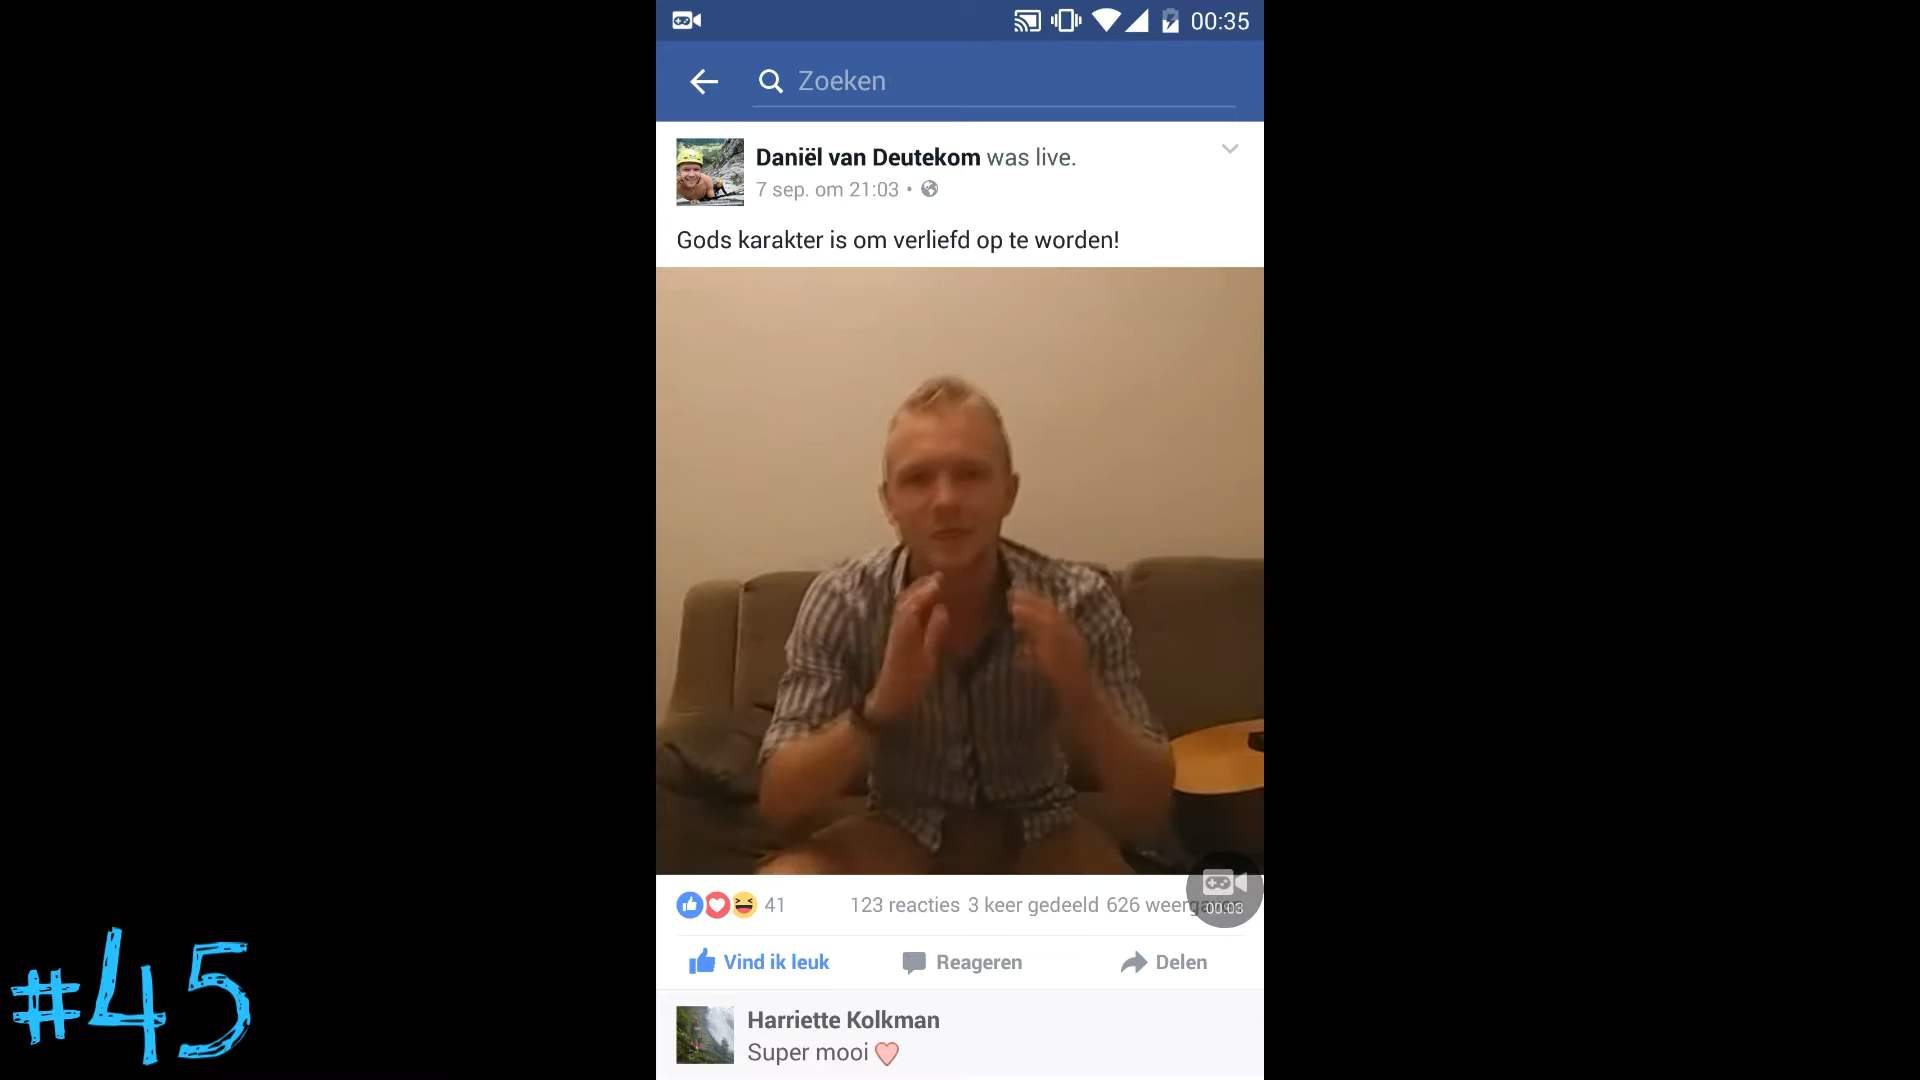 00:35
Zoeken
Daniël van Deutekom was live.
7 sep. om 21:03 •
Gods karakter is om verliefd op te worden!
41 123 reacties 3 keer gedeeld 626
00:03
Vind ik leuk Reageren Delen
Harriette Kolkman
Super mooi
#45